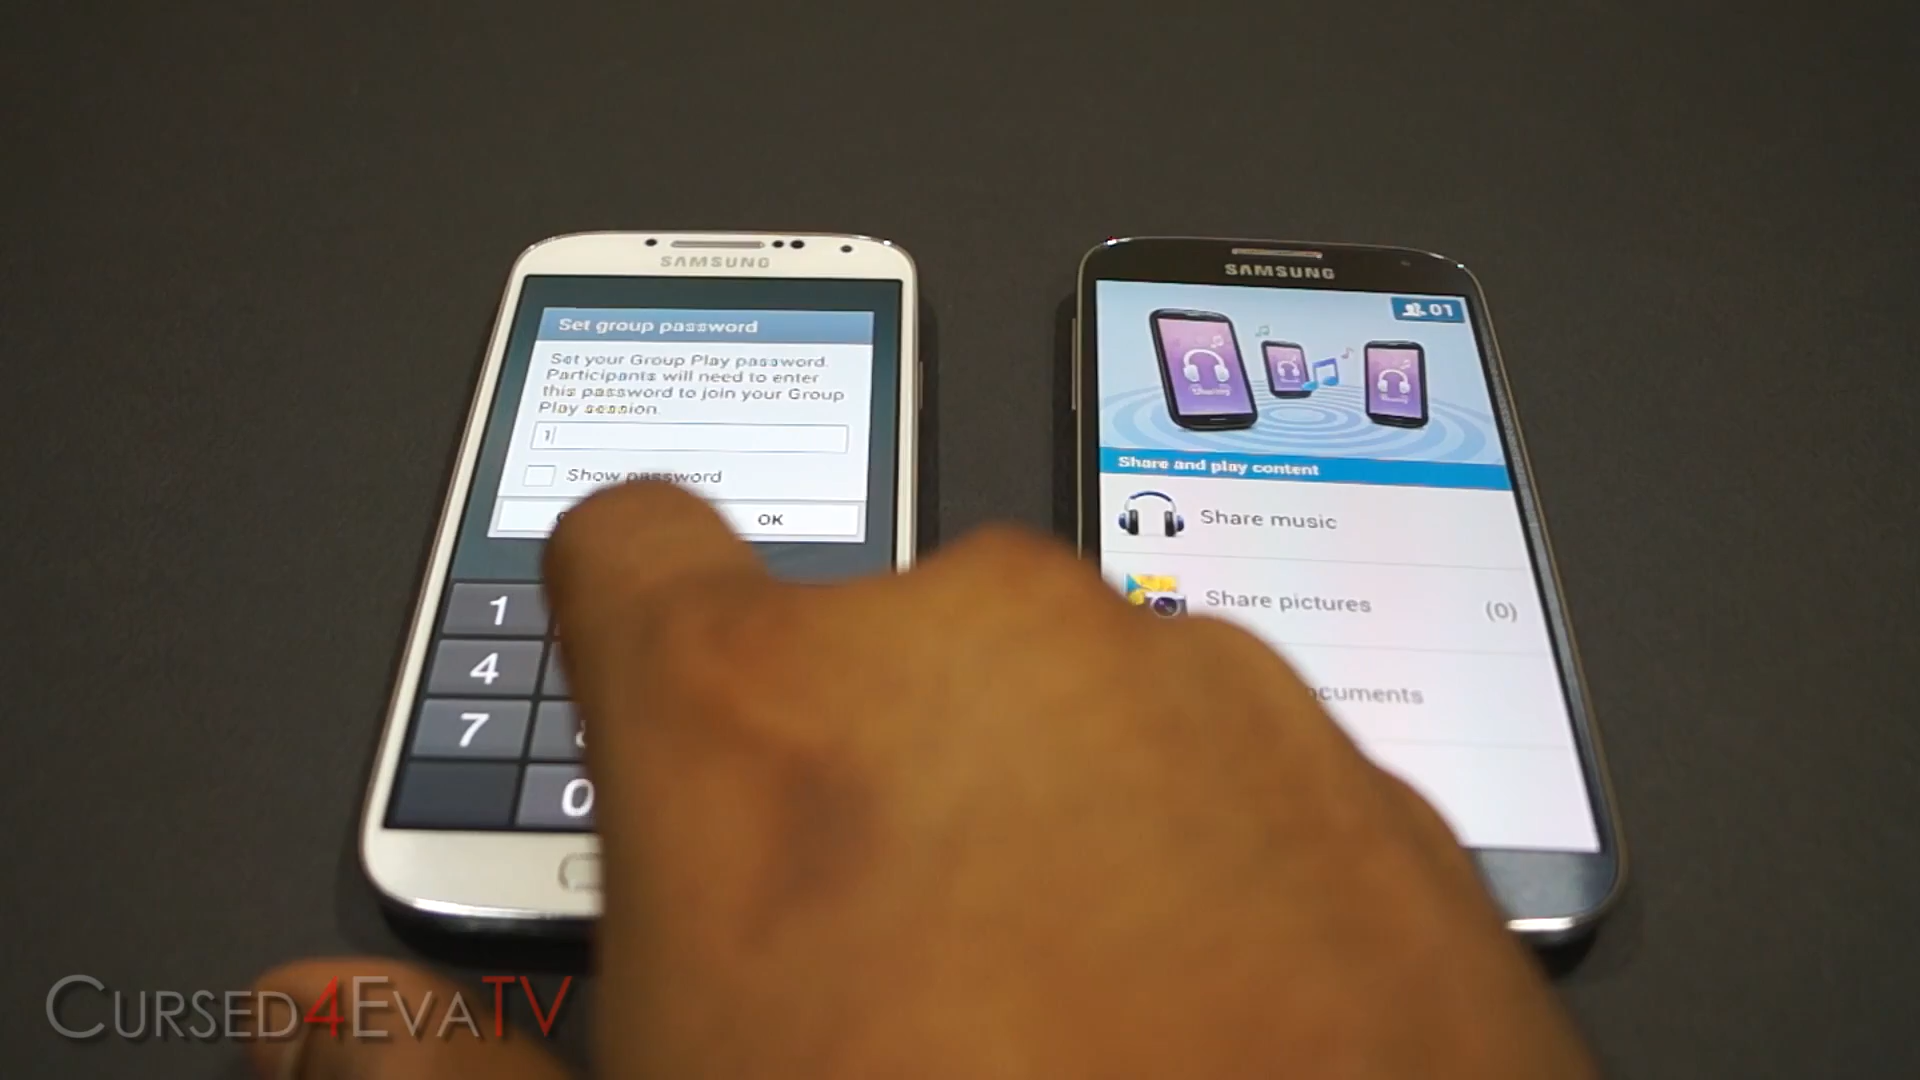 SAMSUNG
Set group password
Set your Group Play password.
Participants will need to enter
this password to join your Group
Play session.
1
Show password
OK
1
4
7
0
SAMSUNG
01
Share and play content
Share music
Share pictures (0)
CURSED4EVATV